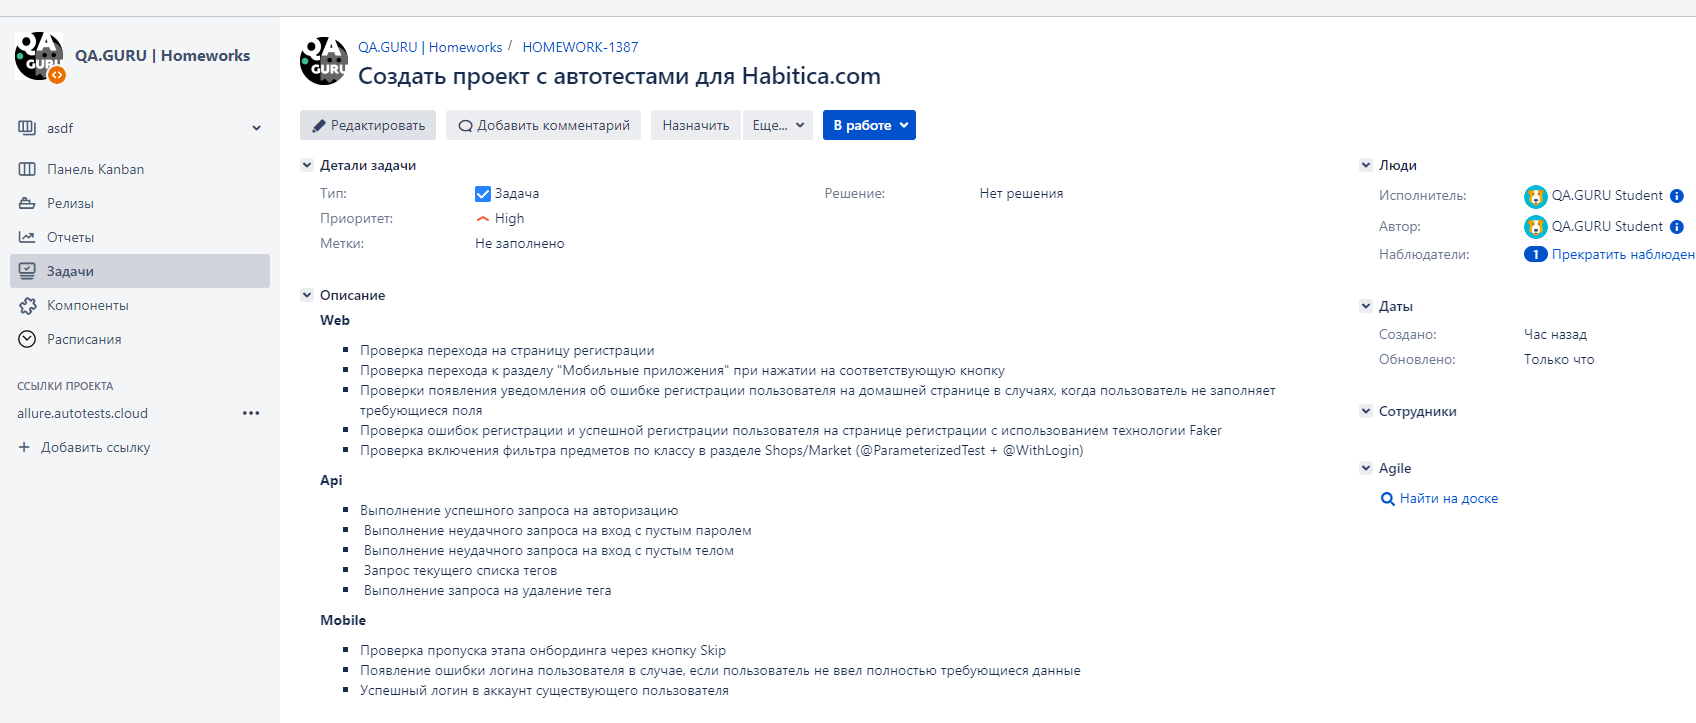 QA GURU
QA.GURU | Homeworks
asdf
Панель Kanban
Релизы
Отчеты
Задачи
Компоненты
Расписания
ССЫЛКИ ПРОЕКТА
allure.autotests.cloud
Добавить ссылку
QA GURU
QA.GURU | Homeworks / HOMEWORK-1387
Создать проект с автотестами для Habitica.com
Редактировать
Добавить комментарий
Назначить
Еще...
В работе
Детали задачи
Тип: Задача
Решение: Нет решения
Приоритет: High
Метки: Не заполнено
Описание
Web
Проверка перехода на страницу регистрации
Проверка перехода к разделу "Мобильные приложения" при нажатии на соответствующую кнопку
Проверки появления уведомления об ошибке регистрации пользователя на домашней странице в случаях, когда пользователь не заполняет
требующиеся поля
Проверка ошибок регистрации и успешной регистрации пользователя на странице регистрации с использованием технологии Faker
Проверка включения фильтра предметов по классу в разделе Shops/Market (@ParameterizedTest + @WithLogin)
Api
Выполнение успешного запроса на авторизацию
Выполнение неудачного запроса на вход с пустым паролем
Выполнение неудачного запроса на вход с пустым телом
Запрос текущего списка тегов
Выполнение запроса на удаление тега
Mobile
Проверка пропуска этапа онбординга через кнопку Skip
Появление ошибки логина пользователя в случае, если пользователь не ввел полностью требующиеся данные
Успешный логин в аккаунт существующего пользователя
Люди
Исполнитель: QA.GURU Student
Автор: QA.GURU Student
Наблюдатели: 1 Прекратить наблюден
Даты
Создано: Час назад
Обновлено: Только что
Сотрудники
Agile
Найти на доске